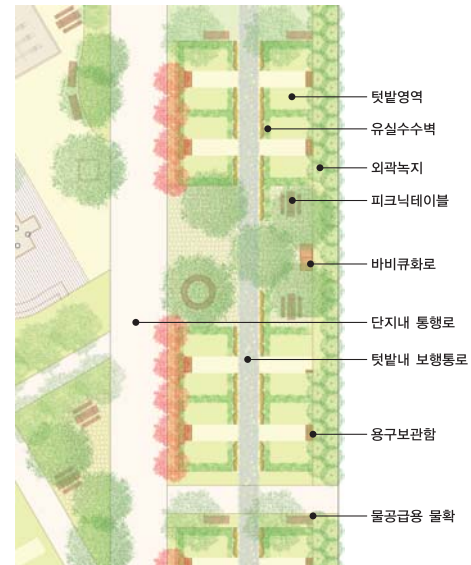 텃밭영역
유실수수벽
외곽녹지
피크닉테이블
바비큐화로
단지내 통행로
텃밭내 보행통로
용구보관함
물공급용 물확